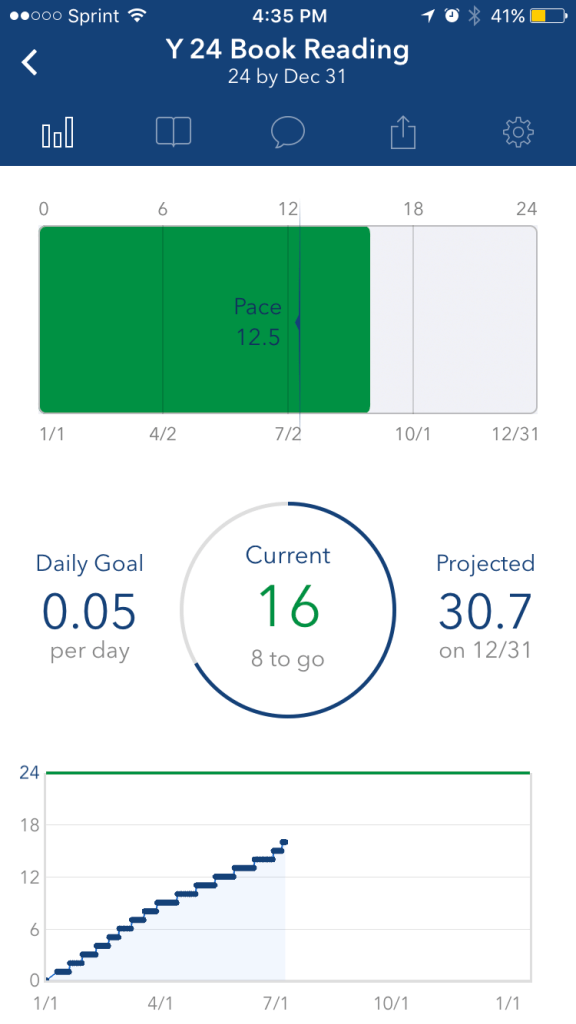 Sprint 4:35 PM 41%
Y 24 Book Reading
24 by Dec 31
0 6 12 18 24
Pace
12.5
1/1 4/2 7/2 10/1 12/31
Daily Goal
0.05
per day
Current
16
8 to go
Projected
30.7
on 12/31
24
18
12
6
0
1/1 4/1 7/1 10/1 1/1